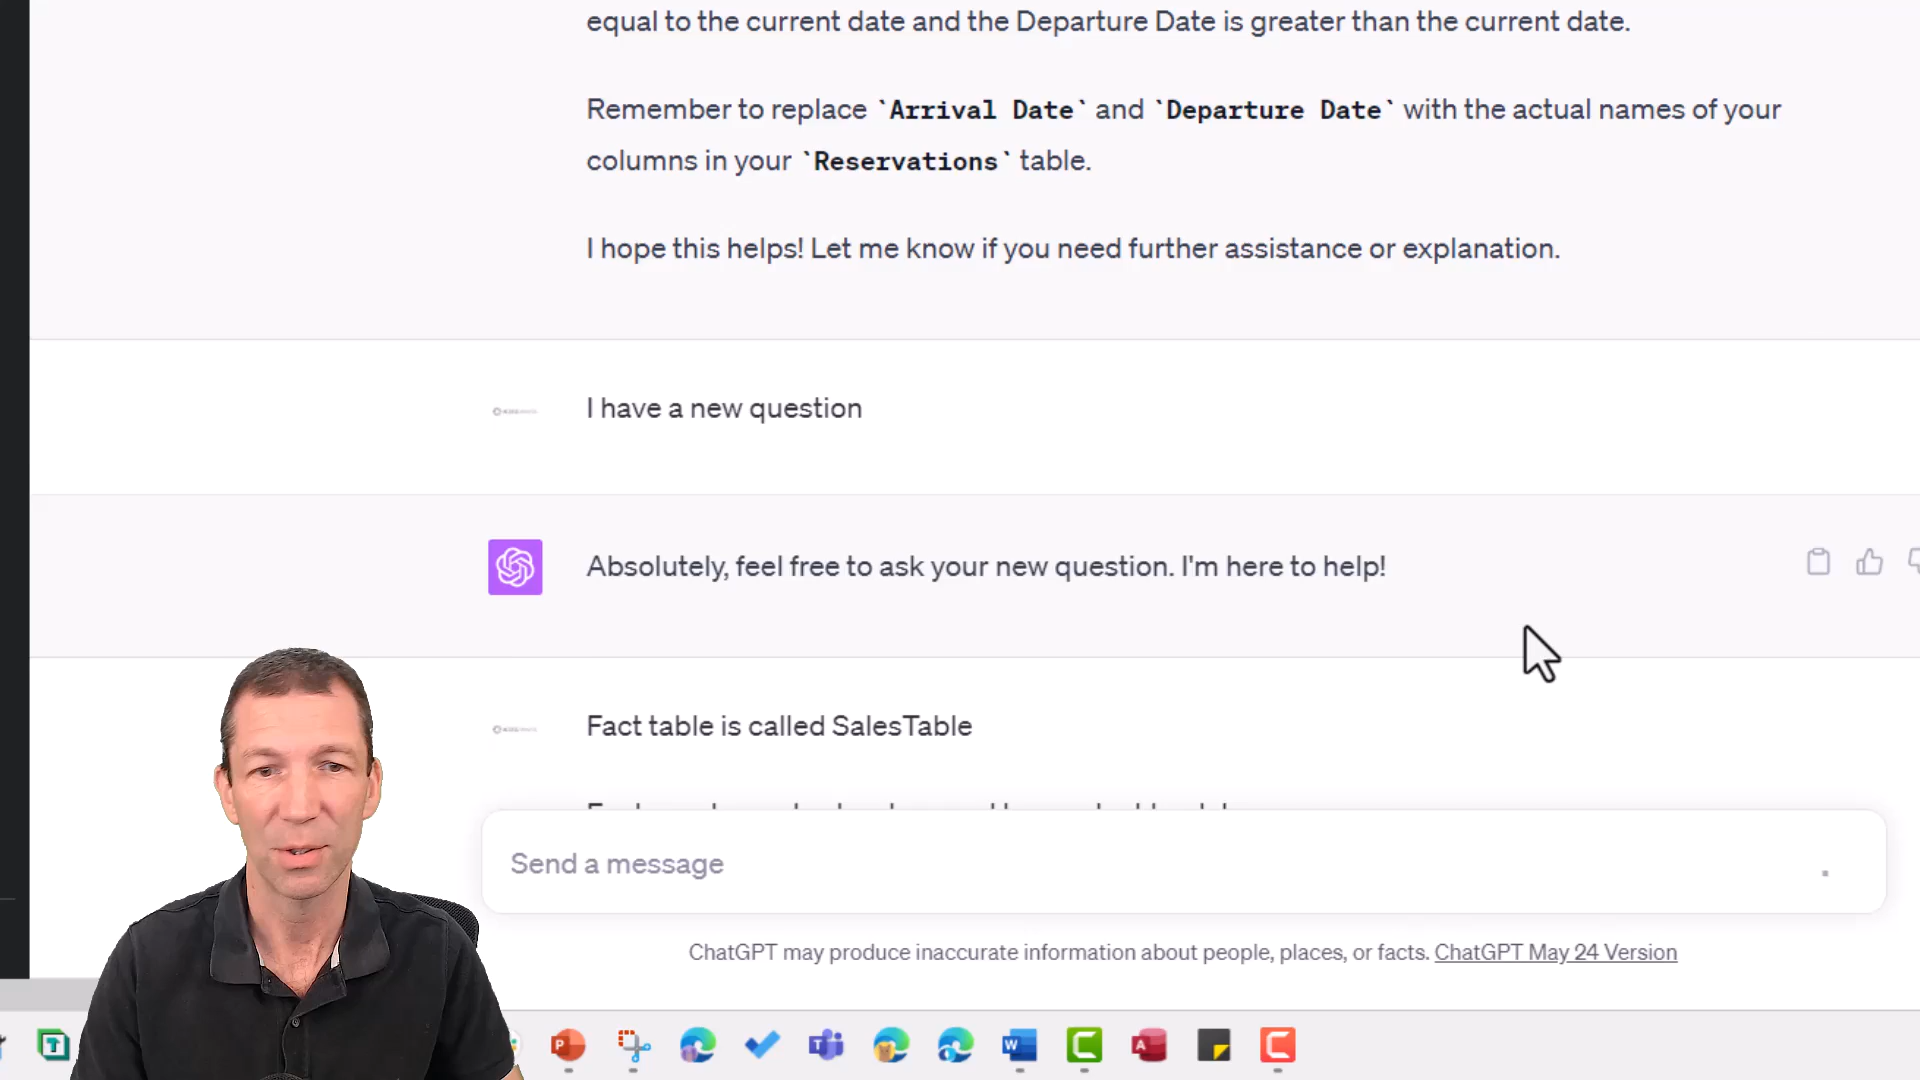 equal to the current date and the Departure Date is greater than the current date.
Remember to replace `Arrival Date` and `Departure Date` with the actual names of your
columns in your `Reservations` table.
I hope this helps! Let me know if you need further assistance or explanation.
I have a new question
Absolutely, feel free to ask your new question. I'm here to help!
Fact table is called SalesTable
Send a message
ChatGPT may produce inaccurate information about people, places, or facts. ChatGPT May 24 Version